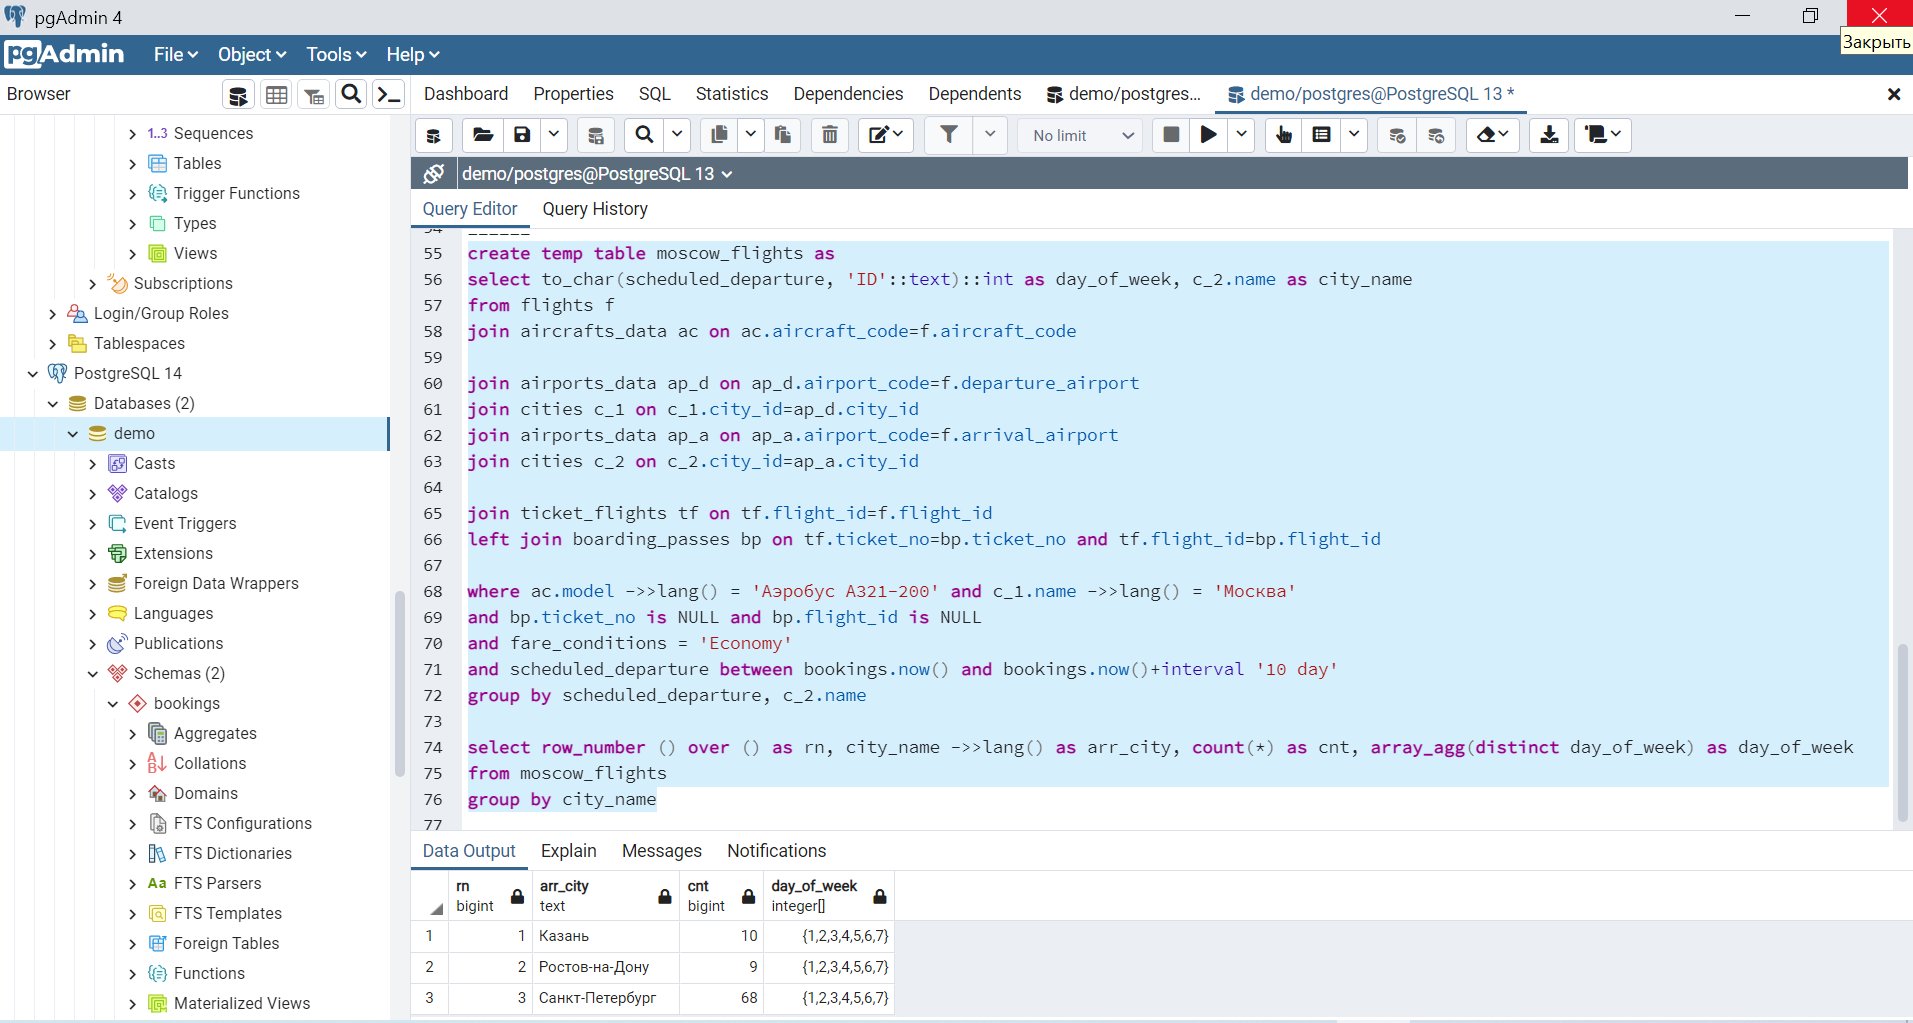 pgAdmin 4
Закрыть
pgAdmin File Object Tools Help
Browser
Dashboard Properties SQL Statistics Dependencies Dependents demo/postgres... demo/postgres@PostgreSQL 13 *
No limit
demo/postgres@PostgreSQL 13
Query Editor Query History
1..3 Sequences
Tables
Trigger Functions
Types
Views
Subscriptions
Login/Group Roles
Tablespaces
PostgreSQL 14
Databases (2)
demo
Casts
Catalogs
Event Triggers
Extensions
Foreign Data Wrappers
Languages
Publications
Schemas (2)
bookings
Aggregates
Collations
Domains
FTS Configurations
FTS Dictionaries
Aa FTS Parsers
FTS Templates
Foreign Tables
Functions
Materialized Views
54 ------
55 create temp table moscow_flights as
56 select to_char(scheduled_departure, 'ID'::text)::int as day_of_week, c_2.name as city_name
57 from flights f
58 join aircrafts_data ac on ac.aircraft_code=f.aircraft_code
59
60 join airports_data ap_d on ap_d.airport_code=f.departure_airport
61 join cities c_1 on c_1.city_id=ap_d.city_id
62 join airports_data ap_a on ap_a.airport_code=f.arrival_airport
63 join cities c_2 on c_2.city_id=ap_a.city_id
64
65 join ticket_flights tf on tf.flight_id=f.flight_id
66 left join boarding_passes bp on tf.ticket_no=bp.ticket_no and tf.flight_id=bp.flight_id
67
68 where ac.model ->>lang() = 'Аэробус A321-200' and c_1.name ->>lang() = 'Москва'
69 and bp.ticket_no is NULL and bp.flight_id is NULL
70 and fare_conditions = 'Economy'
71 and scheduled_departure between bookings.now() and bookings.now()+interval '10 day'
72 group by scheduled_departure, c_2.name
73
74 select row_number () over () as rn, city_name ->>lang() as arr_city, count(*) as cnt, array_agg(distinct day_of_week) as day_of_week
75 from moscow_flights
76 group by city_name
77
Data Output Explain Messages Notifications
rn arr_city cnt day_of_week
bigint text bigint integer[]
1 1 Казань 10 {1,2,3,4,5,6,7}
2 2 Ростов-на-Дону 9 {1,2,3,4,5,6,7}
3 3 Санкт-Петербург 68 {1,2,3,4,5,6,7}